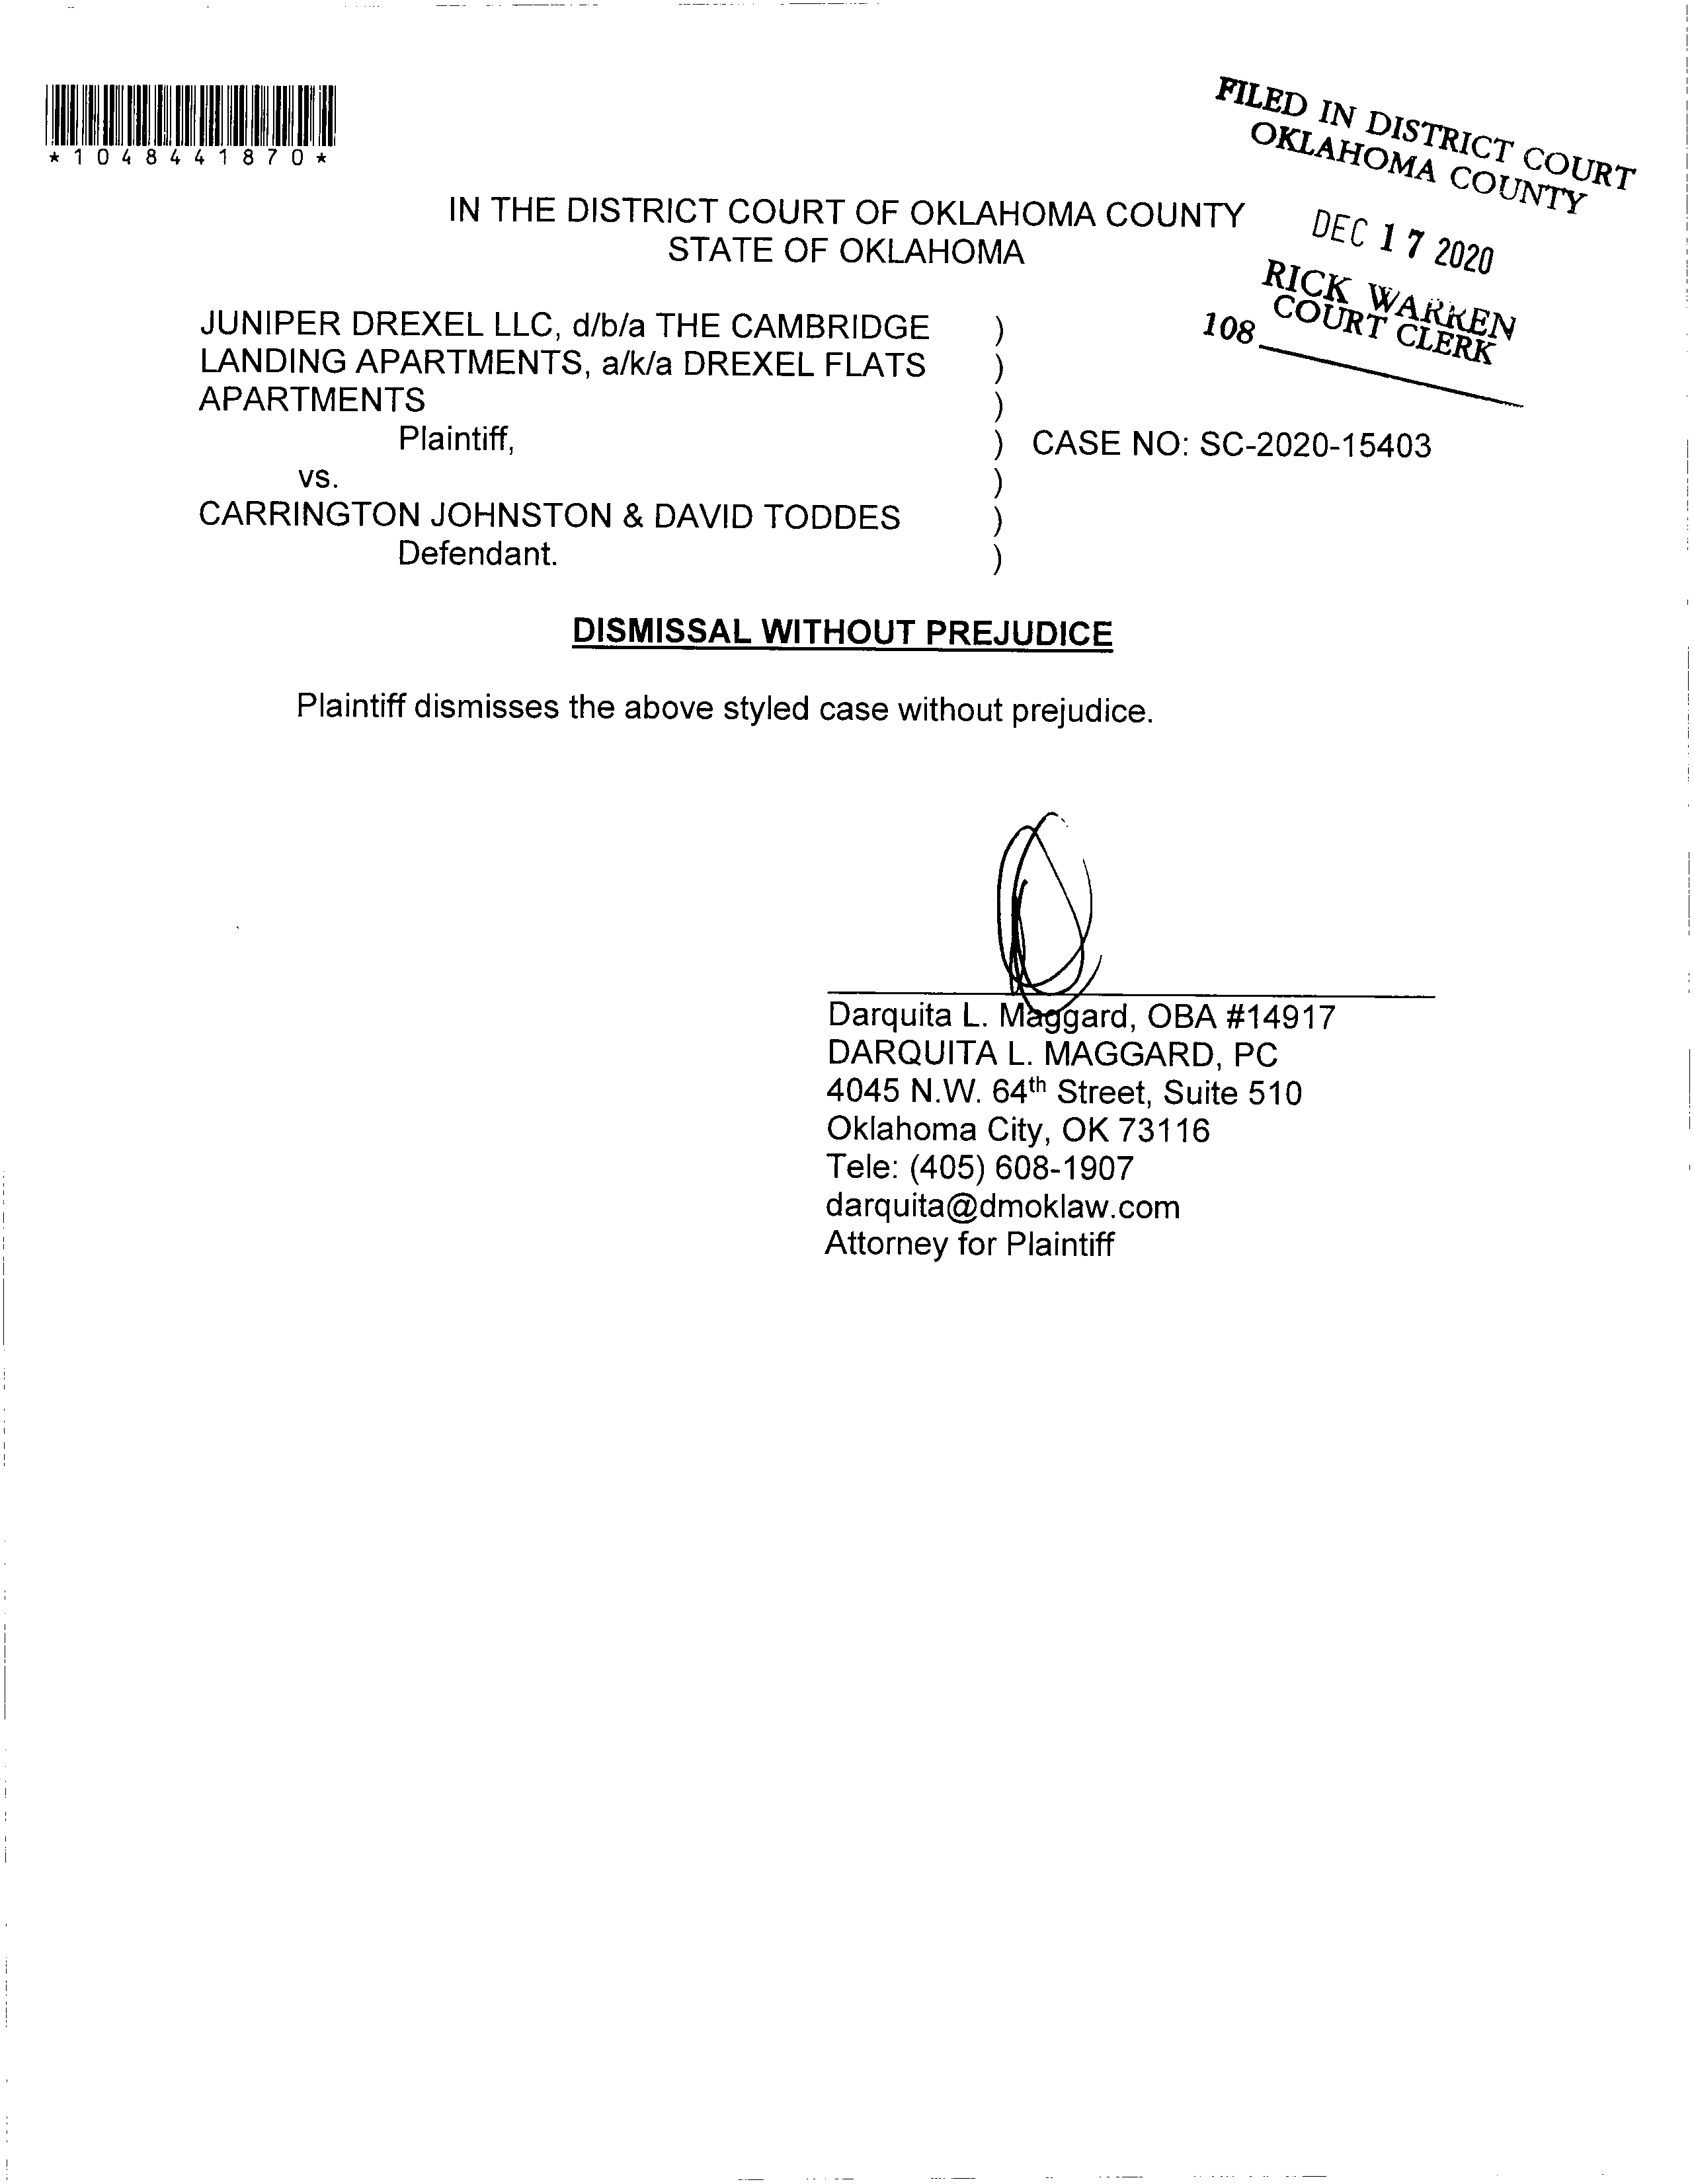 *1048441870*
FILED IN DISTRICT COURT
OKLAHOMA COUNTY
DEC 17 2020
RICK WARREN
COURT CLERK
108
IN THE DISTRICT COURT OF OKLAHOMA COUNTY
STATE OF OKLAHOMA
JUNIPER DREXEL LLC, d/b/a THE CAMBRIDGE )
LANDING APARTMENTS, a/k/a DREXEL FLATS )
APARTMENTS )
Plaintiff, ) CASE NO: SC-2020-15403
vs. )
CARRINGTON JOHNSTON & DAVID TODDES )
Defendant. )
DISMISSAL WITHOUT PREJUDICE
Plaintiff dismisses the above styled case without prejudice.
Darquita L. Maggard, OBA #14917
DARQUITA L. MAGGARD, PC
4045 N.W. 64th Street, Suite 510
Oklahoma City, OK 73116
Tele: (405) 608-1907
darquita@dmoklaw.com
Attorney for Plaintiff